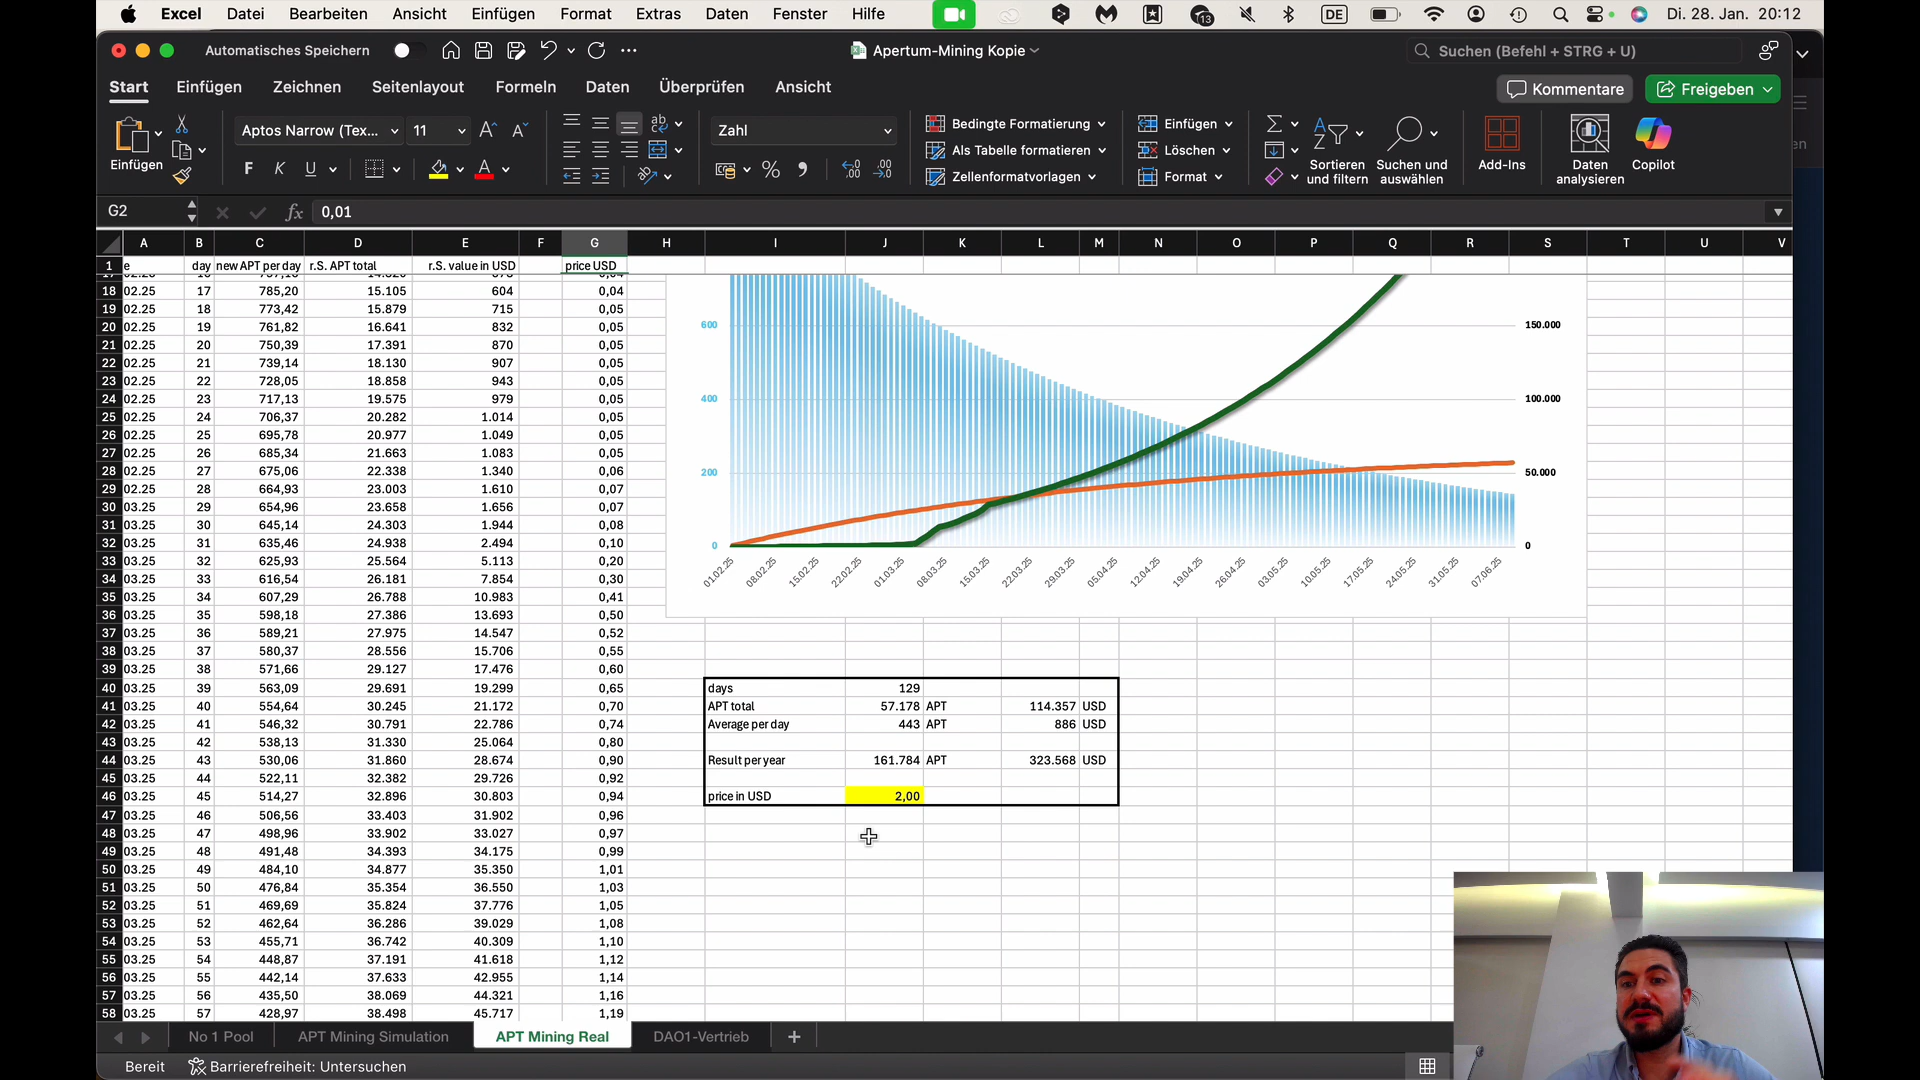 Excel Datei Bearbeiten Ansicht Einfügen Format Extras Daten Fenster Hilfe 13 DE Di. 28. Jan. 20:12
Automatisches Speichern Apertum-Mining Kopie Suchen (Befehl + STRG + U)
Start Einfügen Zeichnen Seitenlayout Formeln Daten Überprüfen Ansicht Kommentare Freigeben
Einfügen Aptos Narrow (Tex... 11 Zahl Bedingte Formatierung Einfügen
Als Tabelle formatieren Löschen
Zellenformatvorlagen Format
F K U
Sortieren und filtern Suchen und auswählen Add-Ins Daten analysieren Copilot
G2 fx 0,01
A B C D E F G H I J K L M N O P Q R S T U V
1 e day new APT per day r.S. APT total r.S. value in USD price USD
18 02.25 17 785,20 15.105 604 0,04
19 02.25 18 773,42 15.879 715 0,05
20 02.25 19 761,82 16.641 832 0,05
21 02.25 20 750,39 17.391 870 0,05
22 02.25 21 739,14 18.130 907 0,05
23 02.25 22 728,05 18.858 943 0,05
24 02.25 23 717,13 19.575 979 0,05
25 02.25 24 706,37 20.282 1.014 0,05
26 02.25 25 695,78 20.977 1.049 0,05
27 02.25 26 685,34 21.663 1.083 0,05
28 02.25 27 675,06 22.338 1.340 0,06
29 02.25 28 664,93 23.003 1.610 0,07
30 03.25 29 654,96 23.658 1.656 0,07
31 03.25 30 645,14 24.303 1.944 0,08
32 03.25 31 635,46 24.938 2.494 0,10
33 03.25 32 625,93 25.564 5.113 0,20
34 03.25 33 616,54 26.181 7.854 0,30
35 03.25 34 607,29 26.788 10.983 0,41
36 03.25 35 598,18 27.386 13.693 0,50
37 03.25 36 589,21 27.975 14.547 0,52
38 03.25 37 580,37 28.556 15.706 0,55
39 03.25 38 571,66 29.127 17.476 0,60
40 03.25 39 563,09 29.691 19.299 0,65
41 03.25 40 554,64 30.245 21.172 0,70
42 03.25 41 546,32 30.791 22.786 0,74
43 03.25 42 538,13 31.330 25.064 0,80
44 03.25 43 530,06 31.860 28.674 0,90
45 03.25 44 522,11 32.382 29.726 0,92
46 03.25 45 514,27 32.896 30.803 0,94
47 03.25 46 506,56 33.403 31.902 0,96
48 03.25 47 498,96 33.902 33.027 0,97
49 03.25 48 491,48 34.393 34.175 0,99
50 03.25 49 484,10 34.877 35.350 1,01
51 03.25 50 476,84 35.354 36.550 1,03
52 03.25 51 469,69 35.824 37.776 1,05
53 03.25 52 462,64 36.286 39.029 1,08
54 03.25 53 455,71 36.742 40.309 1,10
55 03.25 54 448,87 37.191 41.618 1,12
56 03.25 55 442,14 37.633 42.955 1,14
57 03.25 56 435,50 38.069 44.321 1,16
58 03.25 57 428,97 38.498 45.717 1,19
600 150.000
400 100.000
200 50.000
0 0
01.02.25 08.02.25 15.02.25 22.02.25 01.03.25 08.03.25 15.03.25 22.03.25 29.03.25 05.04.25 12.04.25 19.04.25 26.04.25 03.05.25 10.05.25 17.05.25 24.05.25 31.05.25 07.06.25
days 129
APT total 57.178 APT 114.357 USD
Average per day 443 APT 886 USD
Result per year 161.784 APT 323.568 USD
price in USD 2,00
No 1 Pool APT Mining Simulation APT Mining Real DAO1-Vertrieb +
Bereit Barrierefreiheit: Untersuchen